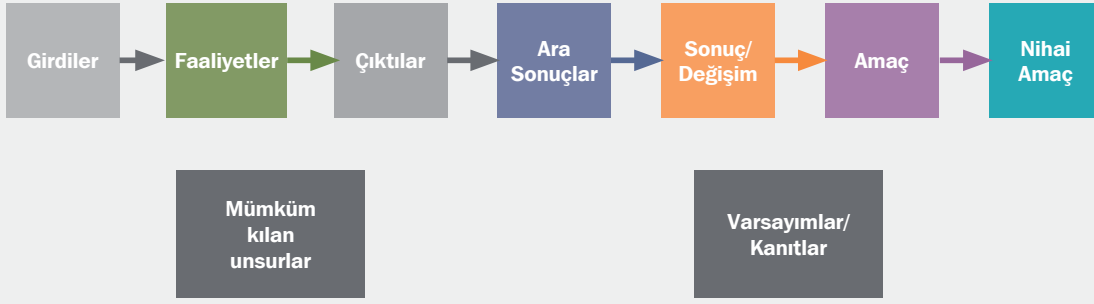 Girdiler
Faaliyetler
Çıktılar
Ara
Sonuçlar
Sonuç/
Değişim
Amaç
Nihai
Amaç
Mümküm
kılan
unsurlar
Varsayımlar/
Kanıtlar